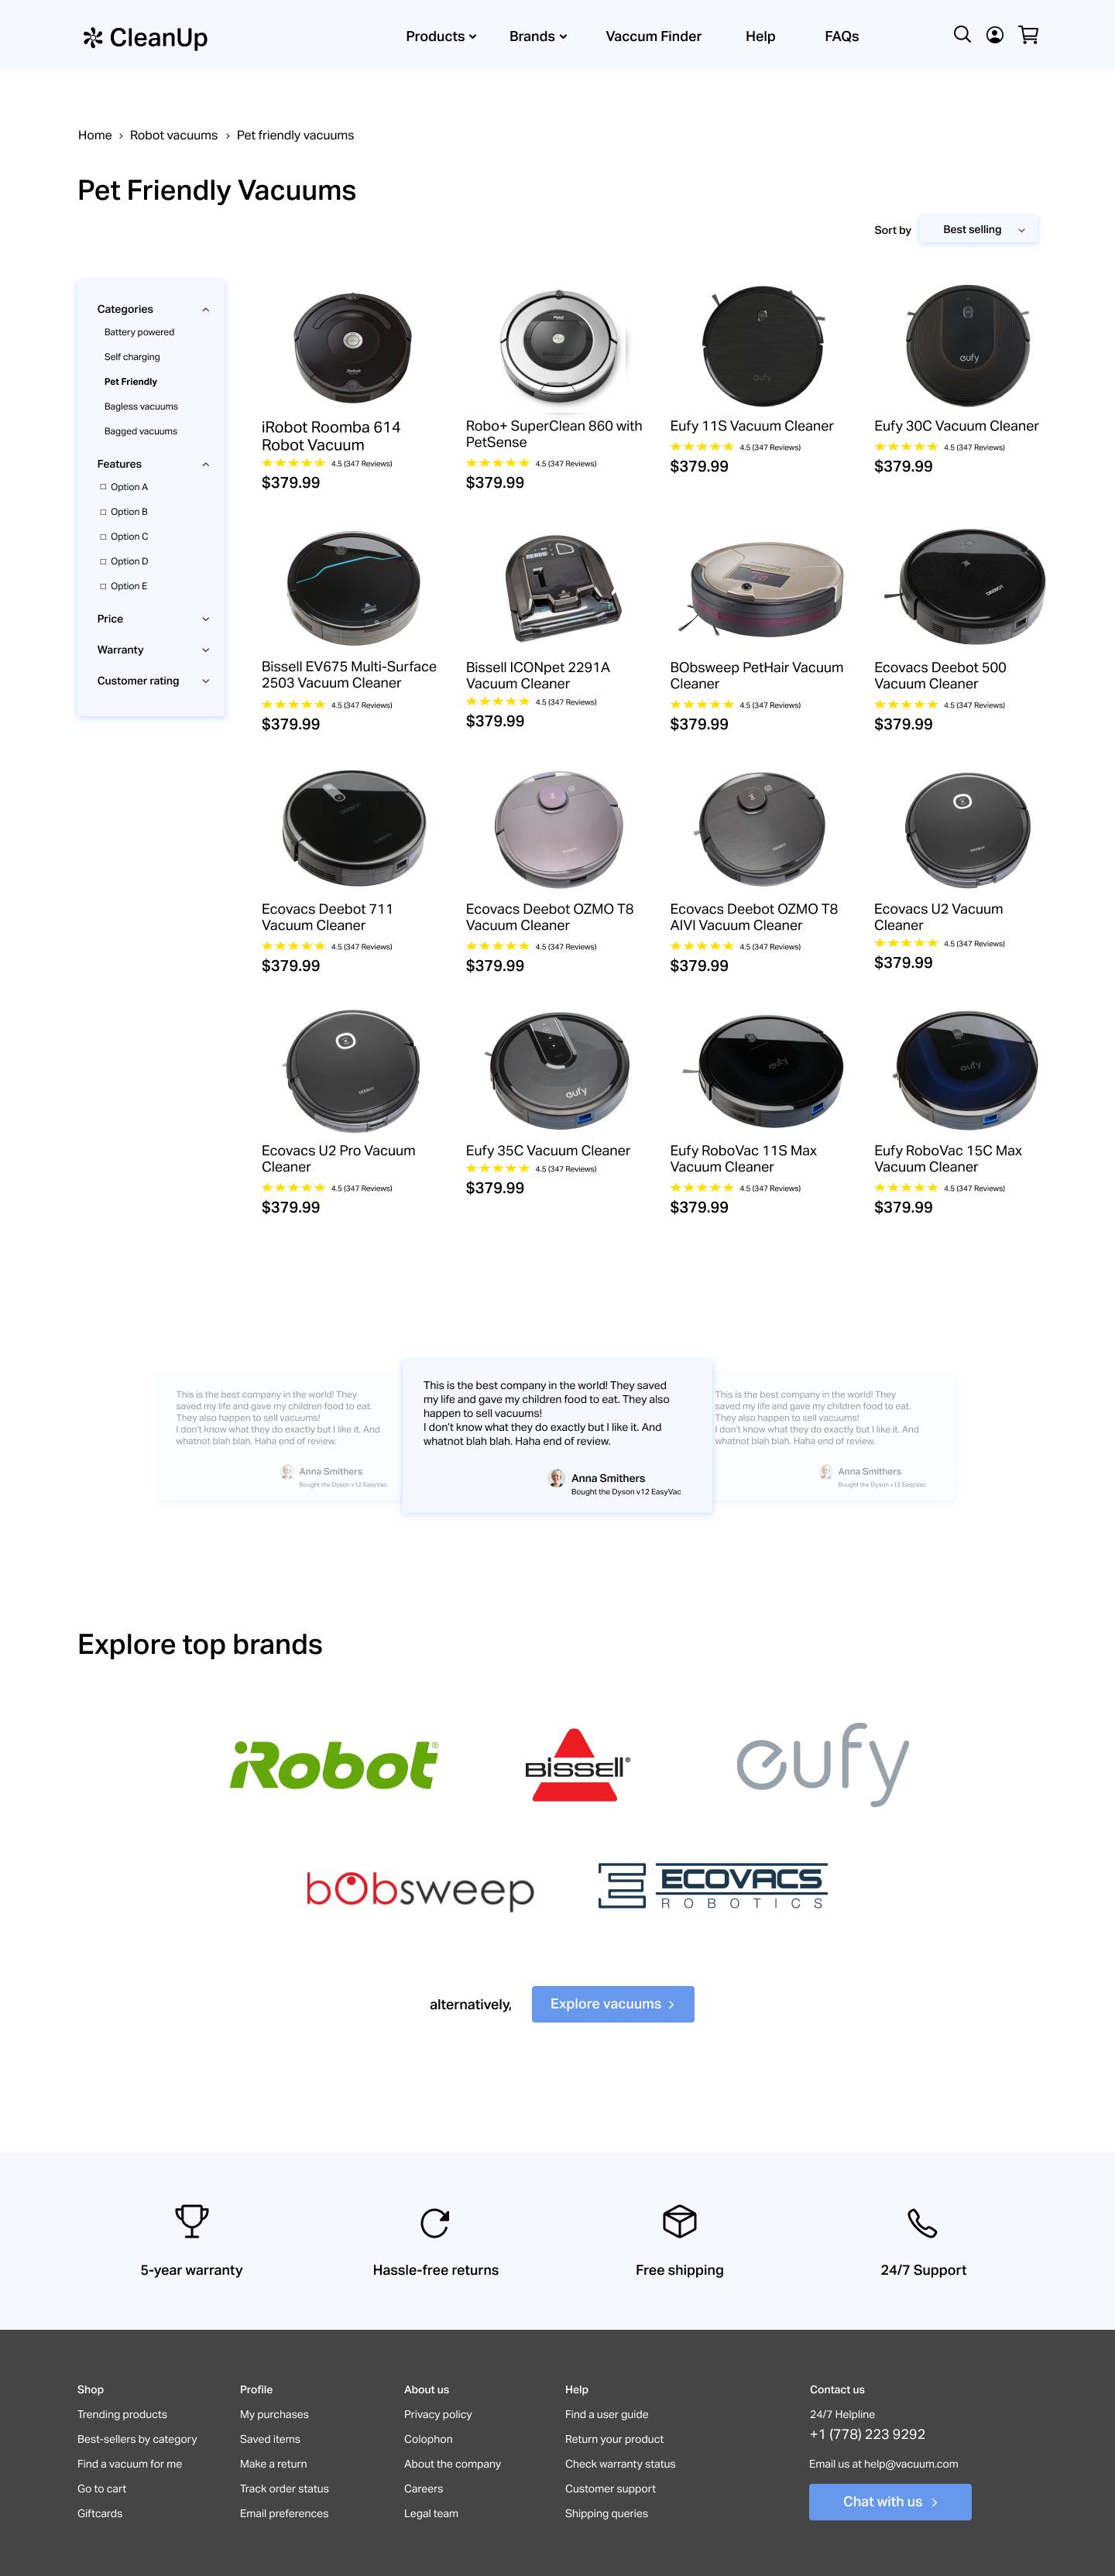 CleanUp
Products
Brands
Vaccum Finder
Help
FAQs
Home › Robot vacuums › Pet friendly vacuums
Pet Friendly Vacuums
Sort by
Best selling
Categories
Battery powered
Self charging
Pet Friendly
Bagless vacuums
Bagged vacuums
Features
Option A
Option B
Option C
Option D
Option E
Price
Warranty
Customer rating
iRobot Roomba 614
Robot Vacuum
4.5 (347 Reviews)
$379.99
Robo+ SuperClean 860 with
PetSense
4.5 (347 Reviews)
$379.99
eufy
Eufy 11S Vacuum Cleaner
4.5 (347 Reviews)
$379.99
eufy
Eufy 30C Vacuum Cleaner
4.5 (347 Reviews)
$379.99
Bissell EV675 Multi-Surface
2503 Vacuum Cleaner
4.5 (347 Reviews)
$379.99
Bissell ICONpet 2291A
Vacuum Cleaner
4.5 (347 Reviews)
$379.99
BObsweep PetHair Vacuum
Cleaner
4.5 (347 Reviews)
$379.99
Ecovacs Deebot 500
Vacuum Cleaner
4.5 (347 Reviews)
$379.99
Ecovacs Deebot 711
Vacuum Cleaner
4.5 (347 Reviews)
$379.99
Ecovacs Deebot OZMO T8
Vacuum Cleaner
4.5 (347 Reviews)
$379.99
Ecovacs Deebot OZMO T8
AIVI Vacuum Cleaner
4.5 (347 Reviews)
$379.99
Ecovacs U2 Vacuum
Cleaner
4.5 (347 Reviews)
$379.99
Ecovacs U2 Pro Vacuum
Cleaner
4.5 (347 Reviews)
$379.99
eufy
Eufy 35C Vacuum Cleaner
4.5 (347 Reviews)
$379.99
eufy
Eufy RoboVac 11S Max
Vacuum Cleaner
4.5 (347 Reviews)
$379.99
eufy
Eufy RoboVac 15C Max
Vacuum Cleaner
4.5 (347 Reviews)
$379.99
This is the best company in the world! They
saved my life and gave my children food to eat.
They also happen to sell vacuums!
I don't know what they do exactly but I like it. And
whatnot blah blah. Haha end of review.
Anna Smithers
Bought the Dyson v12 EasyVac
This is the best company in the world! They saved
my life and gave my children food to eat. They also
happen to sell vacuums!
I don't know what they do exactly but I like it. And
whatnot blah blah. Haha end of review.
Anna Smithers
Bought the Dyson v12 EasyVac
This is the best company in the world! They
saved my life and gave my children food to eat.
They also happen to sell vacuums!
I don't know what they do exactly but I like it. And
whatnot blah blah. Haha end of review.
Anna Smithers
Bought the Dyson v12 EasyVac
Explore top brands
iRobot®
BISSELL®
eufy
bObsweep
ECOVACS
ROBOTICS
alternatively,
Explore vacuums ›
5-year warranty
Hassle-free returns
Free shipping
24/7 Support
Shop
Trending products
Best-sellers by category
Find a vacuum for me
Go to cart
Giftcards
Profile
My purchases
Saved items
Make a return
Track order status
Email preferences
About us
Privacy policy
Colophon
About the company
Careers
Legal team
Help
Find a user guide
Return your product
Check warranty status
Customer support
Shipping queries
Contact us
24/7 Helpline
+1 (778) 223 9292
Email us at help@vacuum.com
Chat with us ›